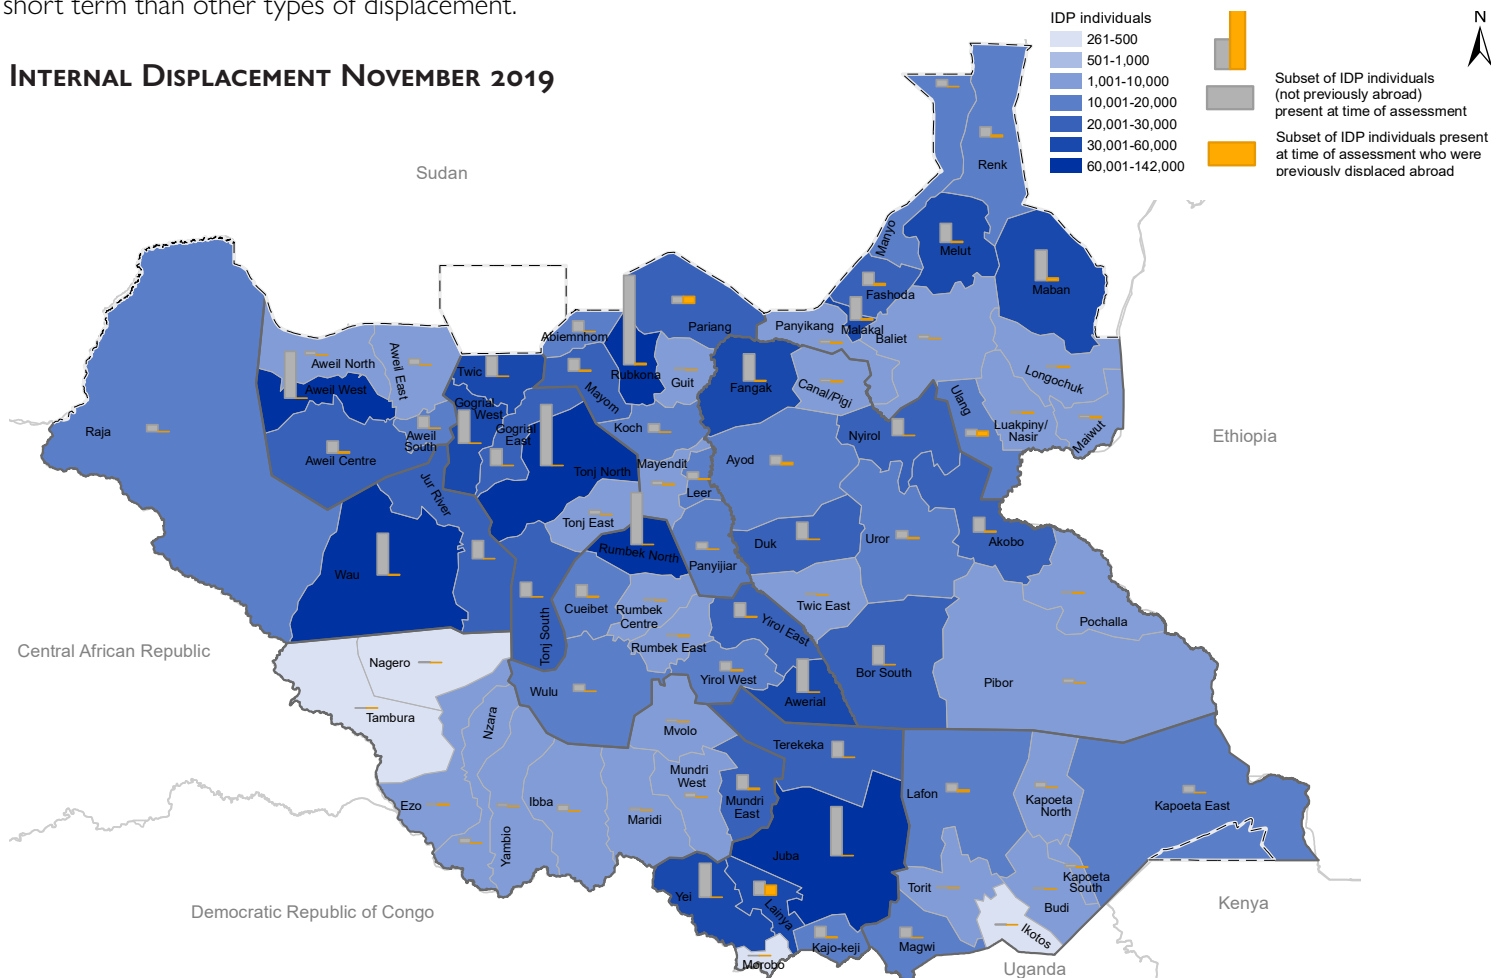 short term than other types of displacement.
INTERNAL DISPLACEMENT NOVEMBER 2019
IDP individuals
261-500
501-1,000
1,001-10,000
10,001-20,000
20,001-30,000
30,001-60,000
60,001-142,000
Subset of IDP individuals
(not previously abroad)
present at time of assessment
Subset of IDP individuals present
at time of assessment who were
previously displaced abroad
N
Sudan
Renk
Manyo
Melut
Maban
Fashoda
Malakal
Panyikang
Baliet
Pariang
Abiemnhom
Rubkona
Guit
Mayom
Fangak
Canal/Pigi
Longochuk
Luakpiny/
Nasir
Maiwut
Ulang
Nyirol
Ethiopia
Aweil North
Aweil East
Aweil West
Aweil South
Aweil Centre
Raja
Twic
Gogrial
West
Gogrial
East
Tonj North
Koch
Mayendit
Leer
Ayod
Jur River
Tonj East
Rumbek North
Panyijiar
Duk
Uror
Akobo
Wau
Tonj South
Cueibet
Rumbek
Centre
Rumbek East
Yirol East
Twic East
Pochalla
Pibor
Bor South
Yirol West
Awerial
Wulu
Central African Republic
Nagero
Tambura
Nzara
Mvolo
Terekeka
Mundri
West
Mundri
East
Ezo
Yambio
Ibba
Maridi
Juba
Lafon
Kapoeta
North
Kapoeta East
Kapoeta
South
Torit
Budi
Ikotos
Yei
Lainya
Morobo
Kajo-keji
Magwi
Democratic Republic of Congo
Uganda
Kenya